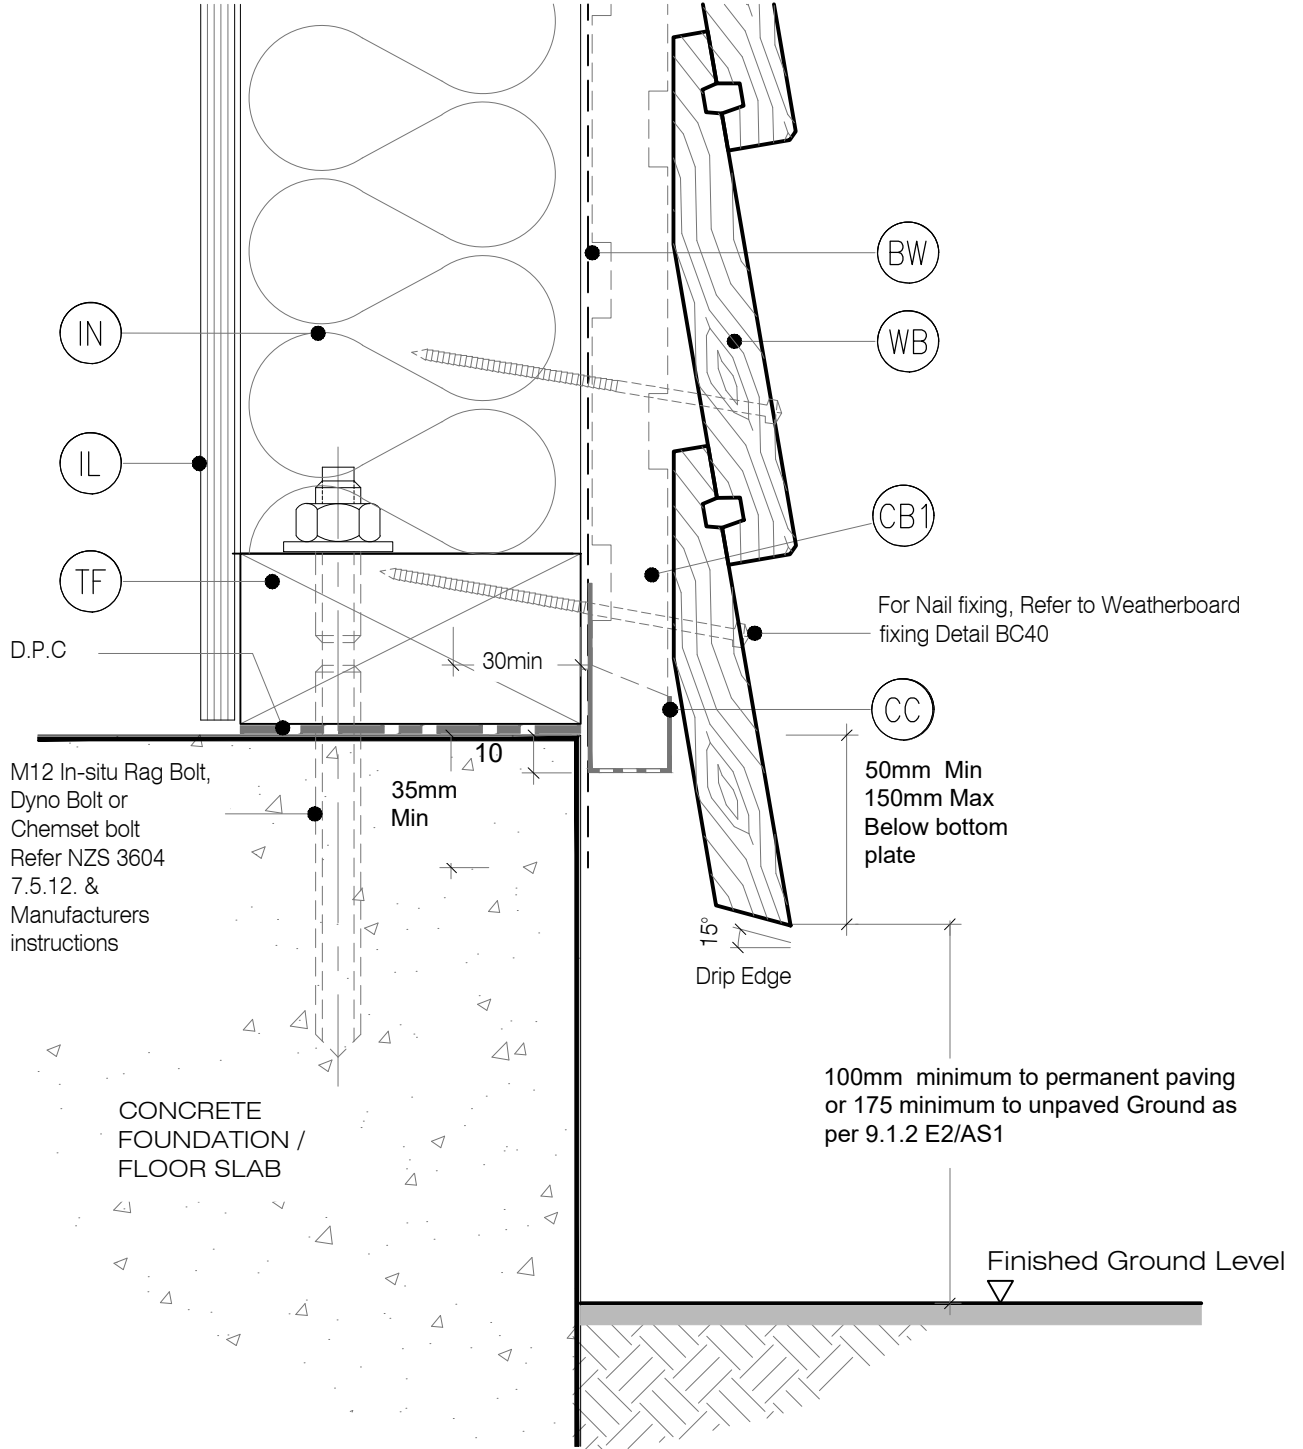 BW
IN
WB
IL
CB1
TF
For Nail fixing, Refer to Weatherboard
fixing Detail BC40
D.P.C
30min
CC
10
M12 In-situ Rag Bolt,
Dyno Bolt or
Chemset bolt
Refer NZS 3604
7.5.12. &
Manufacturers
instructions
35mm
Min
50mm Min
150mm Max
Below bottom
plate
15°
Drip Edge
100mm minimum to permanent paving
or 175 minimum to unpaved Ground as
per 9.1.2 E2/AS1
CONCRETE
FOUNDATION /
FLOOR SLAB
Finished Ground Level